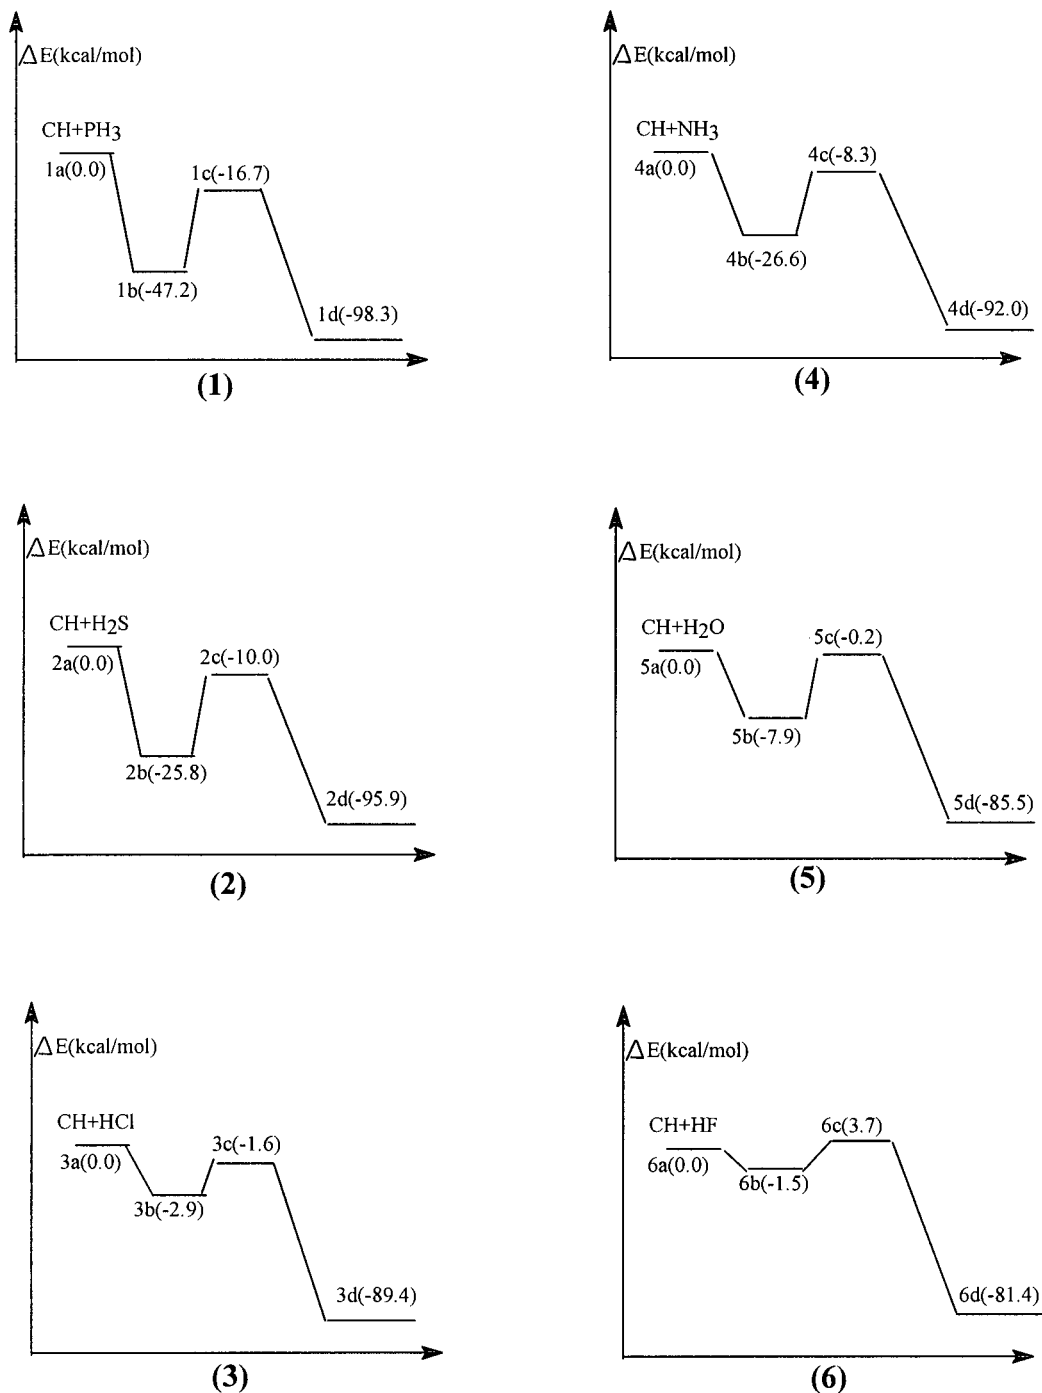 ΔE(kcal/mol)
CH+PH3
1a(0.0)
1c(-16.7)
1b(-47.2)
1d(-98.3)
(1)
ΔE(kcal/mol)
CH+NH3
4a(0.0)
4c(-8.3)
4b(-26.6)
4d(-92.0)
(4)
ΔE(kcal/mol)
CH+H2S
2a(0.0)
2c(-10.0)
2b(-25.8)
2d(-95.9)
(2)
ΔE(kcal/mol)
CH+H2O
5a(0.0)
5c(-0.2)
5b(-7.9)
5d(-85.5)
(5)
ΔE(kcal/mol)
CH+HCl
3a(0.0)
3c(-1.6)
3b(-2.9)
3d(-89.4)
(3)
ΔE(kcal/mol)
CH+HF
6a(0.0)
6c(3.7)
6b(-1.5)
6d(-81.4)
(6)